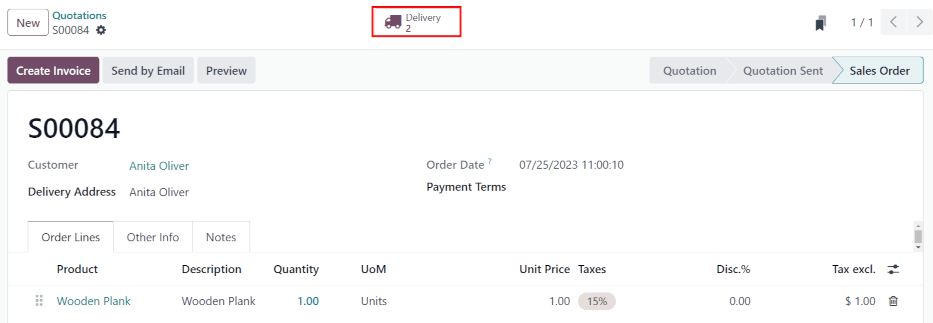 New
Quotations
S00084
Delivery
2
1 / 1
Create Invoice Send by Email Preview Quotation Quotation Sent Sales Order
S00084
Customer Anita Oliver Order Date ? 07/25/2023 11:00:10
Delivery Address Anita Oliver Payment Terms
Order Lines Other Info Notes
Product Description Quantity UoM Unit Price Taxes Disc.% Tax excl.
Wooden Plank Wooden Plank 1.00 Units 1.00 15% 0.00 $ 1.00